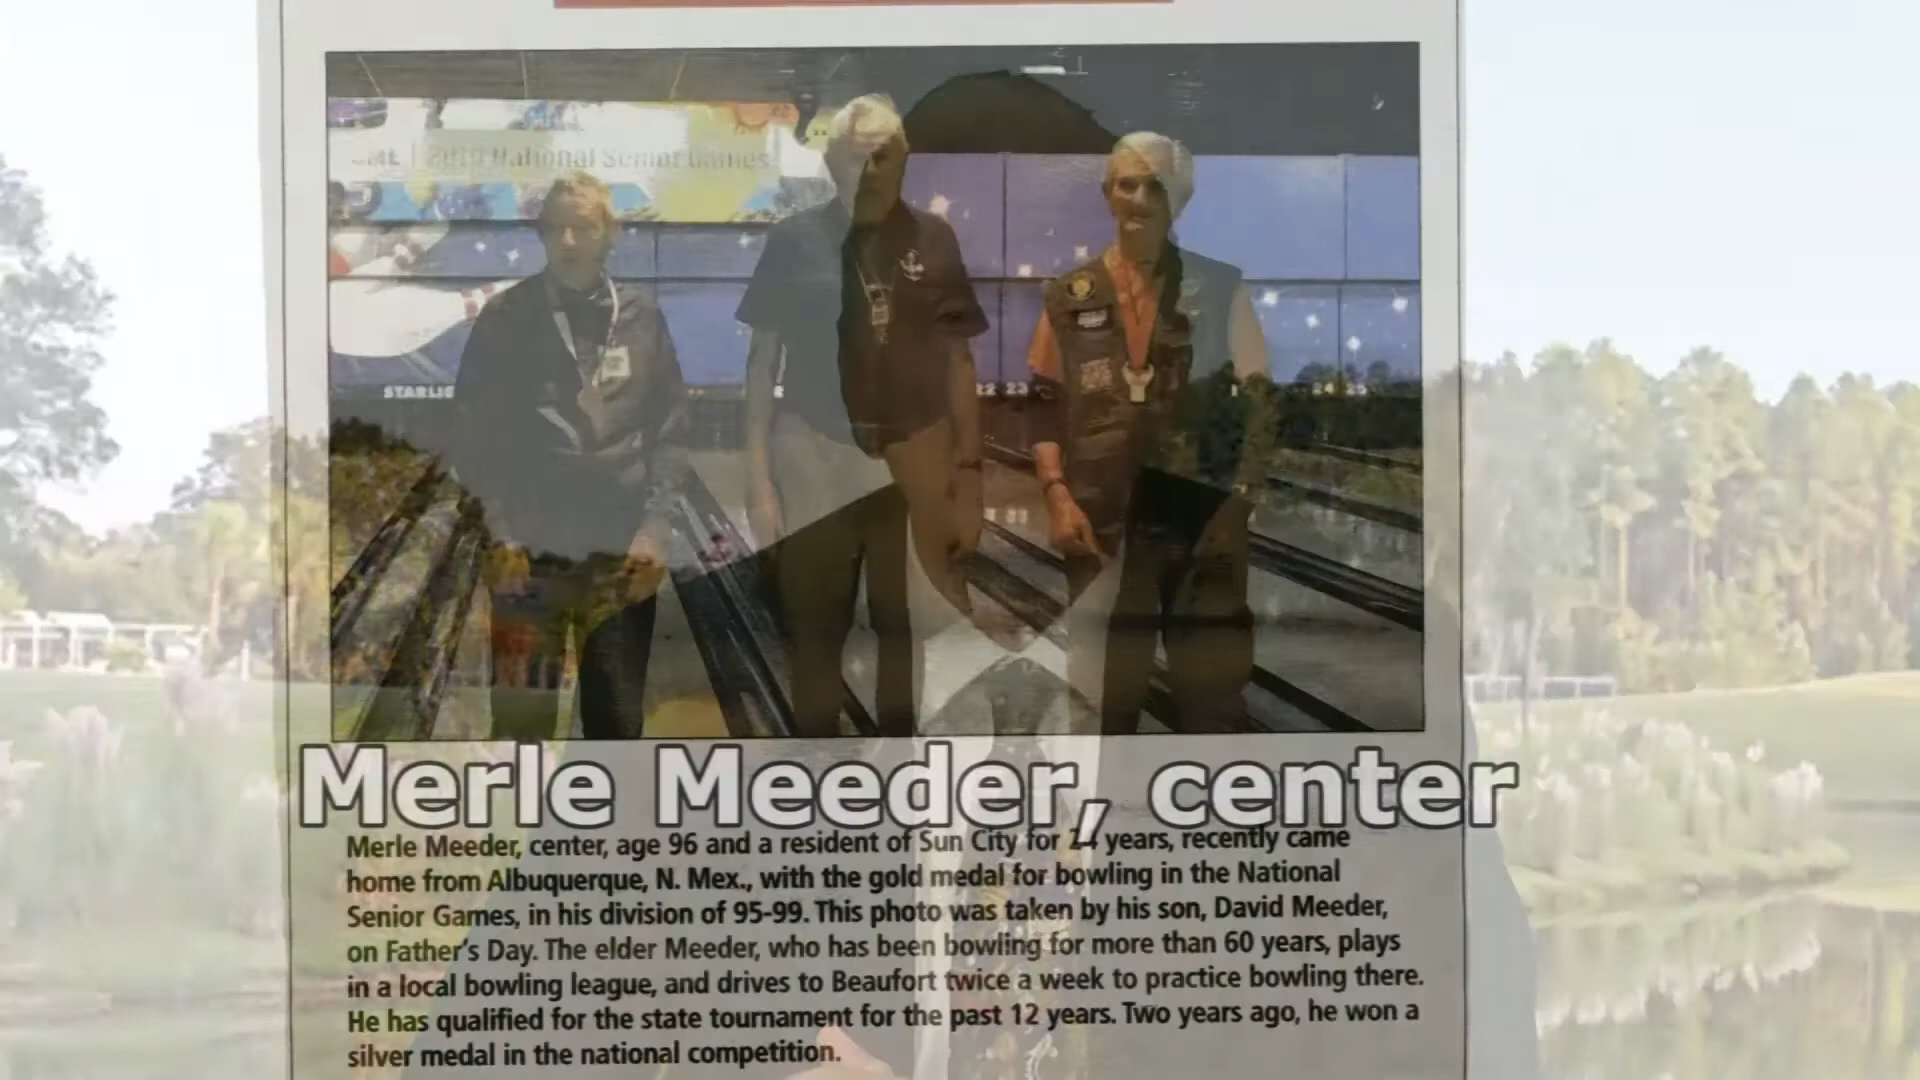 2019 National Senior Games
STARLIG
22 23
24 25
Merle Meeder, center
Merle Meeder, center, age 96 and a resident of Sun City for 24 years, recently came
home from Albuquerque, N. Mex., with the gold medal for bowling in the National
Senior Games, in his division of 95-99. This photo was taken by his son, David Meeder,
on Father's Day. The elder Meeder, who has been bowling for more than 60 years, plays
in a local bowling league, and drives to Beaufort twice a week to practice bowling there.
He has qualified for the state tournament for the past 12 years. Two years ago, he won a
silver medal in the national competition.